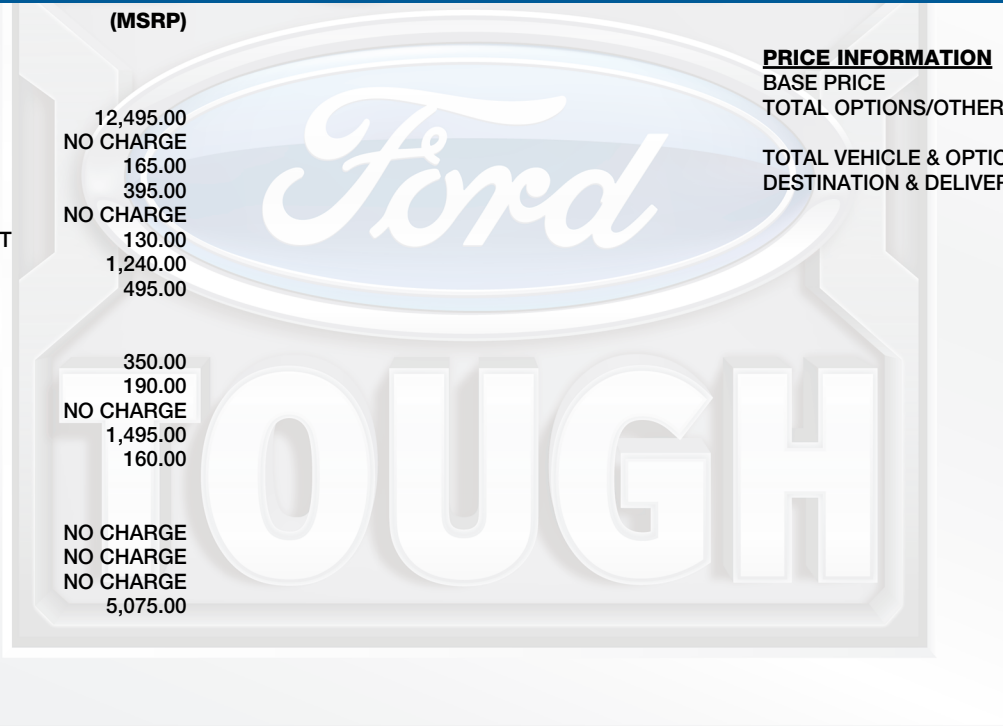 (MSRP)
12,495.00
NO CHARGE
165.00
395.00
NO CHARGE
T 130.00
1,240.00
495.00
350.00
190.00
NO CHARGE
1,495.00
160.00
NO CHARGE
NO CHARGE
NO CHARGE
5,075.00
PRICE INFORMATION
BASE PRICE
TOTAL OPTIONS/OTHER
TOTAL VEHICLE & OPTIO
DESTINATION & DELIVER
Ford
TOUGH